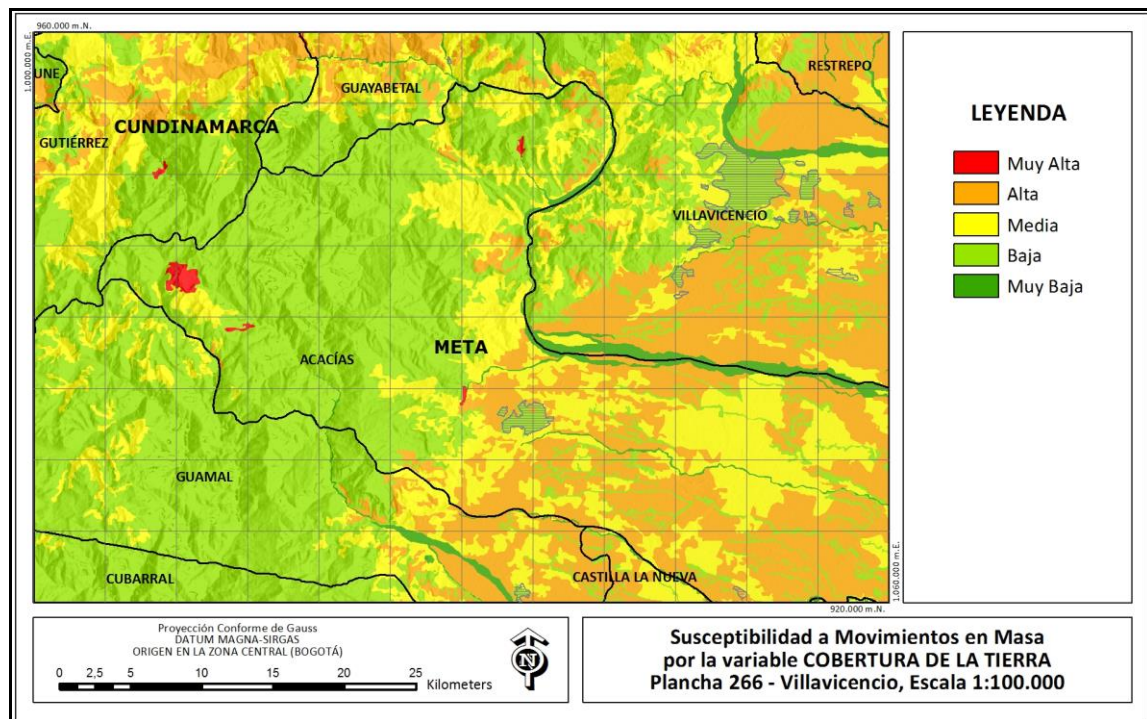 960.000 m.N.
1.000.000 m.E.
UNE
GUAYABETAL
RESTREPO
CUNDINAMARCA
GUTIÉRREZ
VILLAVICENCIO
META
ACACÍAS
GUAMAL
CUBARRAL
CASTILLA LA NUEVA
1.060.000 m.E.
920.000 m.N.
LEYENDA
Muy Alta
Alta
Media
Baja
Muy Baja
Proyección Conforme de Gauss
DATUM MAGNA-SIRGAS
ORIGEN EN LA ZONA CENTRAL (BOGOTÁ)
0 2,5 5 10 15 20 25
Kilometers
N
Susceptibilidad a Movimientos en Masa
por la variable COBERTURA DE LA TIERRA
Plancha 266 - Villavicencio, Escala 1:100.000